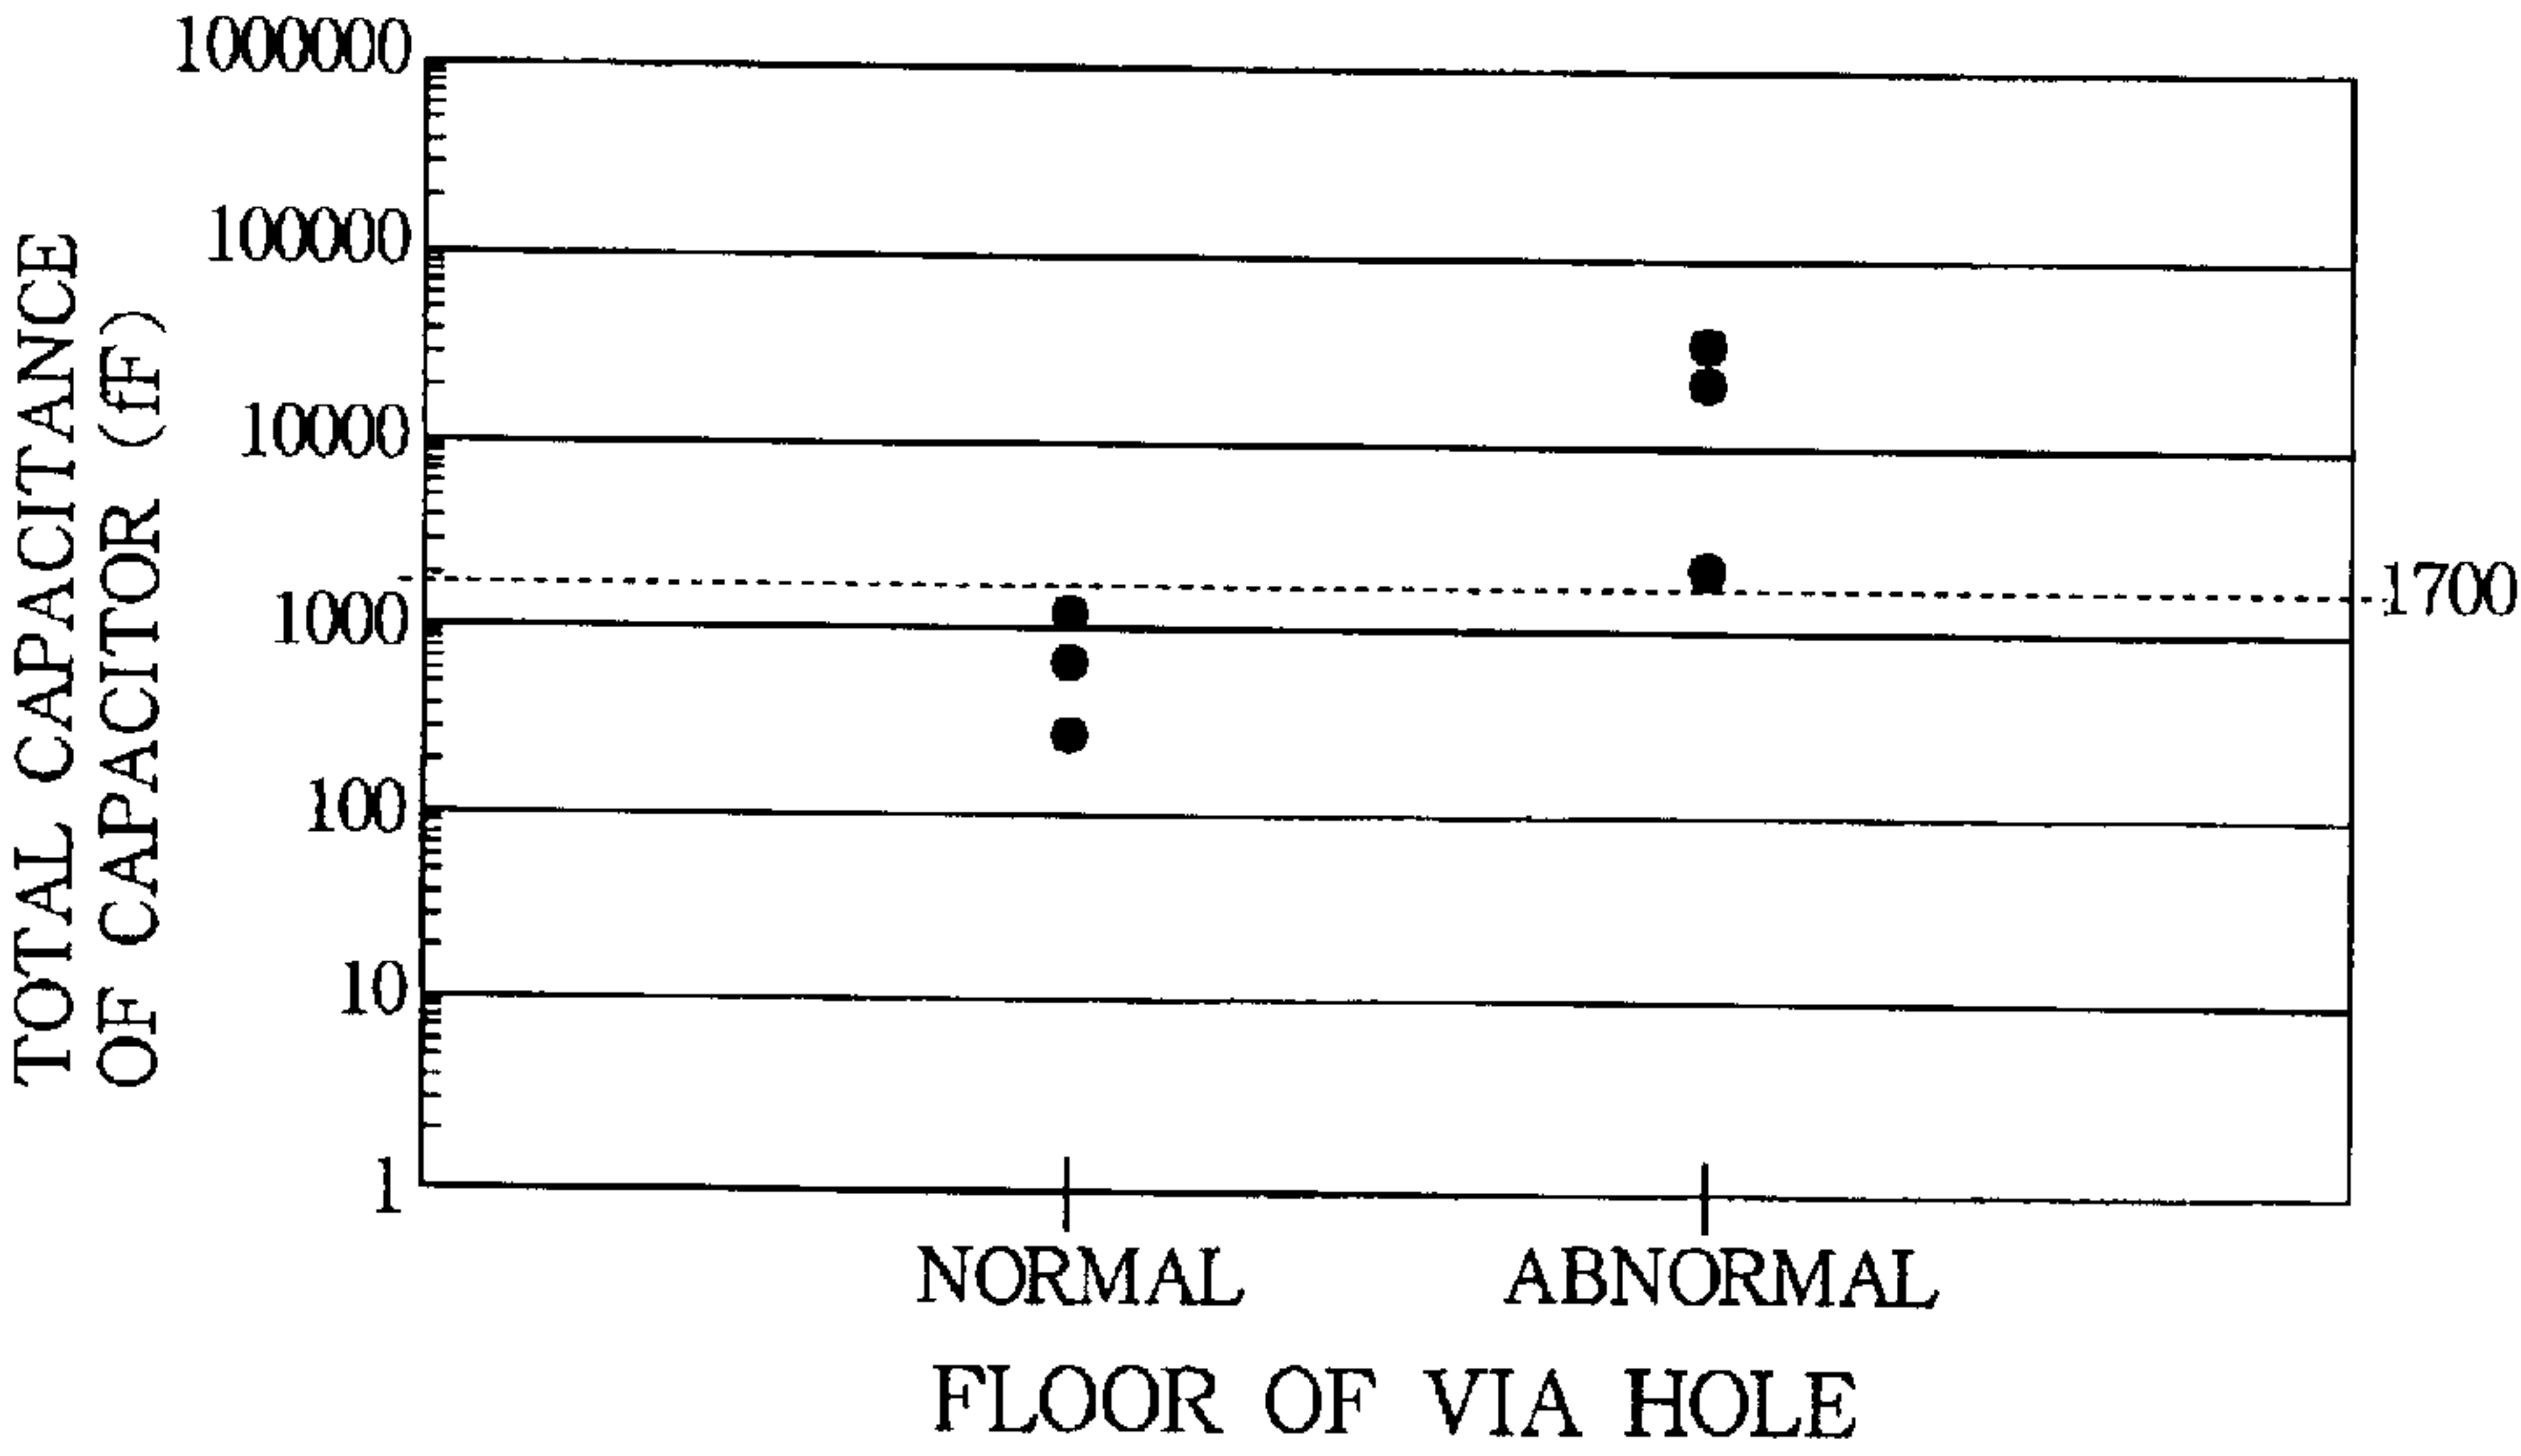 TOTAL CAPACITANCE
OF CAPACITOR (fF)
1000000
100000
10000
1000
100
10
1
1700
NORMAL ABNORMAL
FLOOR OF VIA HOLE